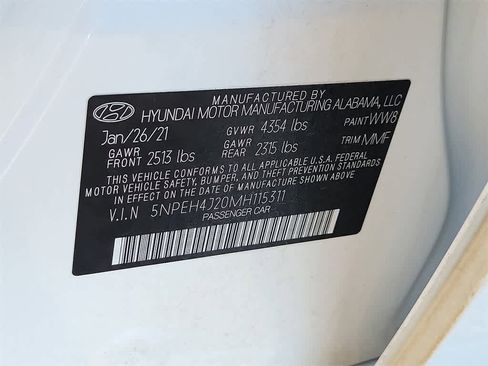 MANUFACTURED BY
HYUNDAI MOTOR MANUFACTURING ALABAMA, LLC
Jan/26/21 GVWR 4354 lbs PAINT WW8
GAWR FRONT 2513 lbs GAWR REAR 2315 lbs TRIM MMF
THIS VEHICLE CONFORMS TO ALL APPLICABLE U.S.A. FEDERAL
MOTOR VEHICLE SAFETY, BUMPER, AND THEFT PREVENTION
STANDARDS IN EFFECT ON THE DATE OF MANUFACTURE SHOWN ABOVE.
V.I.N 5NPEH4J20MH115311
PASSENGER CAR